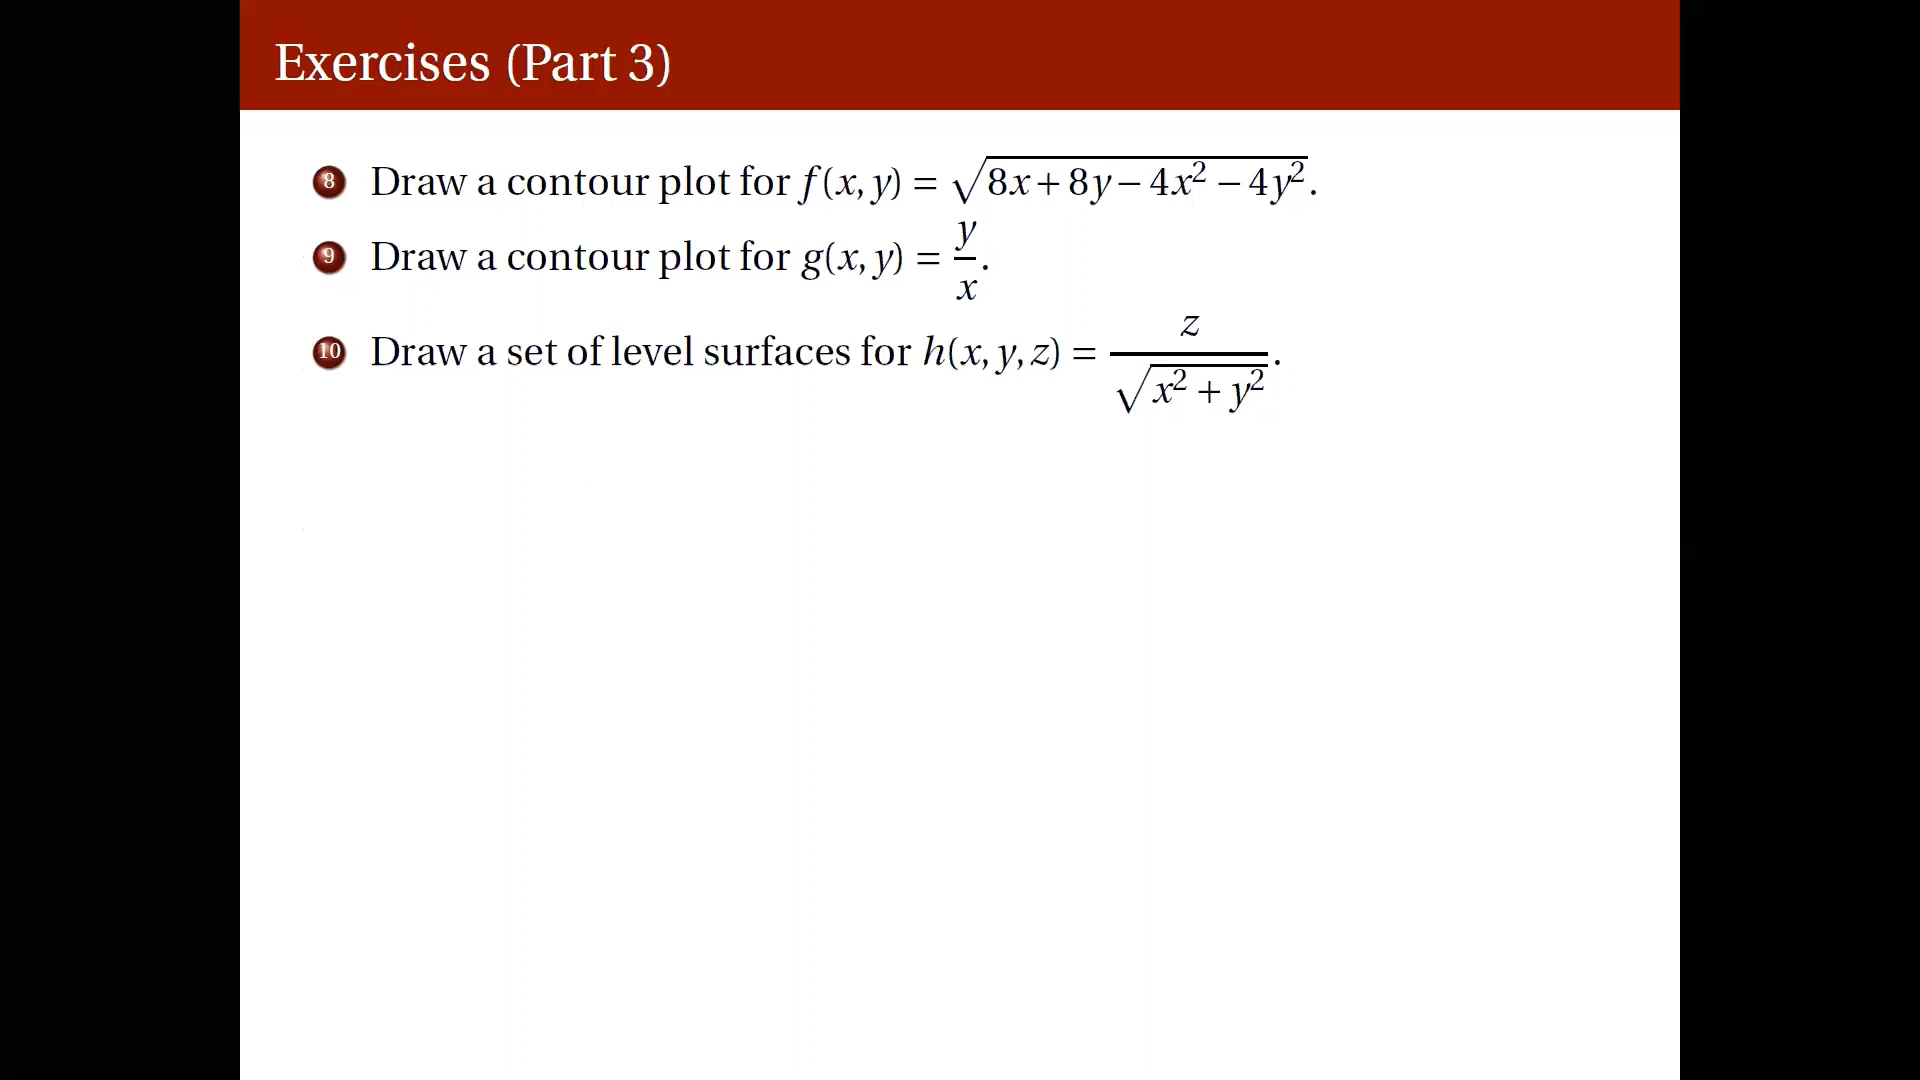 Exercises (Part 3)
8 Draw a contour plot for f(x, y) = √(8x + 8y − 4x² − 4y²).
9 Draw a contour plot for g(x, y) = y/x.
10 Draw a set of level surfaces for h(x, y, z) = z/√(x² + y²).